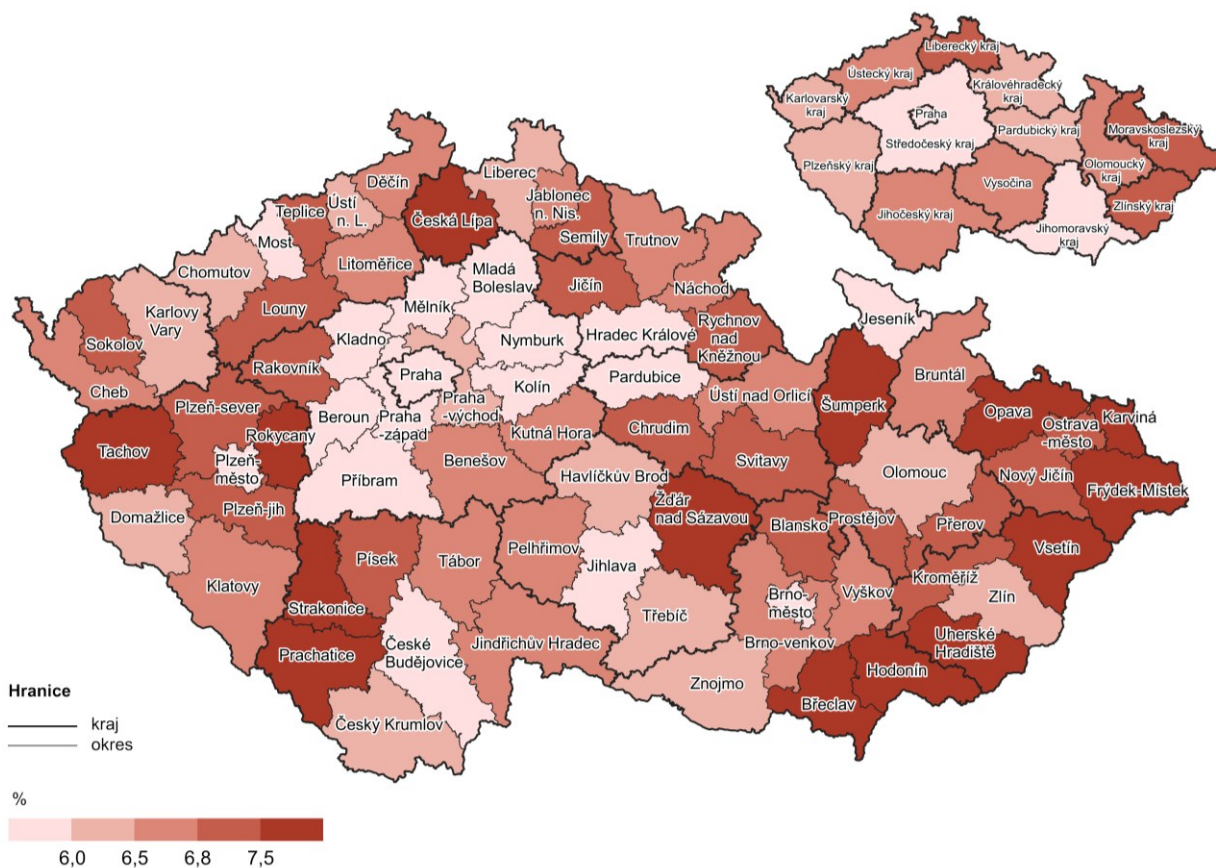 Liberecký kraj
Ústecký kraj
Královéhradecký
kraj
Karlovarský
kraj
Praha
Středočeský kraj
Pardubický kraj
Moravskoslezský
kraj
Plzeňský kraj
Olomoucký
kraj
Vysočina
Zlínský kraj
Jihočeský kraj
Jihomoravský
kraj
Děčín
Liberec
Ústí
n. L.
Jablonec
n. Nis.
Teplice
Česká Lípa
Semily
Trutnov
Most
Litoměřice
Chomutov
Mladá
Boleslav
Jičín
Náchod
Jeseník
Karlovy
Vary
Louny
Mělník
Sokolov
Kladno
Nymburk
Hradec Králové
Rychnov
nad
Kněžnou
Rakovník
Praha
Kolín
Pardubice
Bruntál
Cheb
Plzeň-sever
Beroun
Praha
-západ
Praha
-východ
Ústí nad Orlicí
Šumperk
Opava
Karviná
Ostrava
-město
Tachov
Rokycany
Kutná Hora
Chrudim
Plzeň-
město
Benešov
Svitavy
Olomouc
Nový Jičín
Příbram
Havlíčkův Brod
Frýdek-Místek
Domažlice
Plzeň-jih
Žďár
nad Sázavou
Blansko
Prostějov
Přerov
Pelhřimov
Vsetín
Písek
Tábor
Jihlava
Klatovy
Kroměříž
Strakonice
Brno-
město
Vyškov
Zlín
Třebíč
Uherské
Hradiště
Prachatice
České
Budějovice
Jindřichův Hradec
Brno-venkov
Hodonín
Znojmo
Břeclav
Český Krumlov
Hranice
kraj
okres
%
6,0 6,5 6,8 7,5